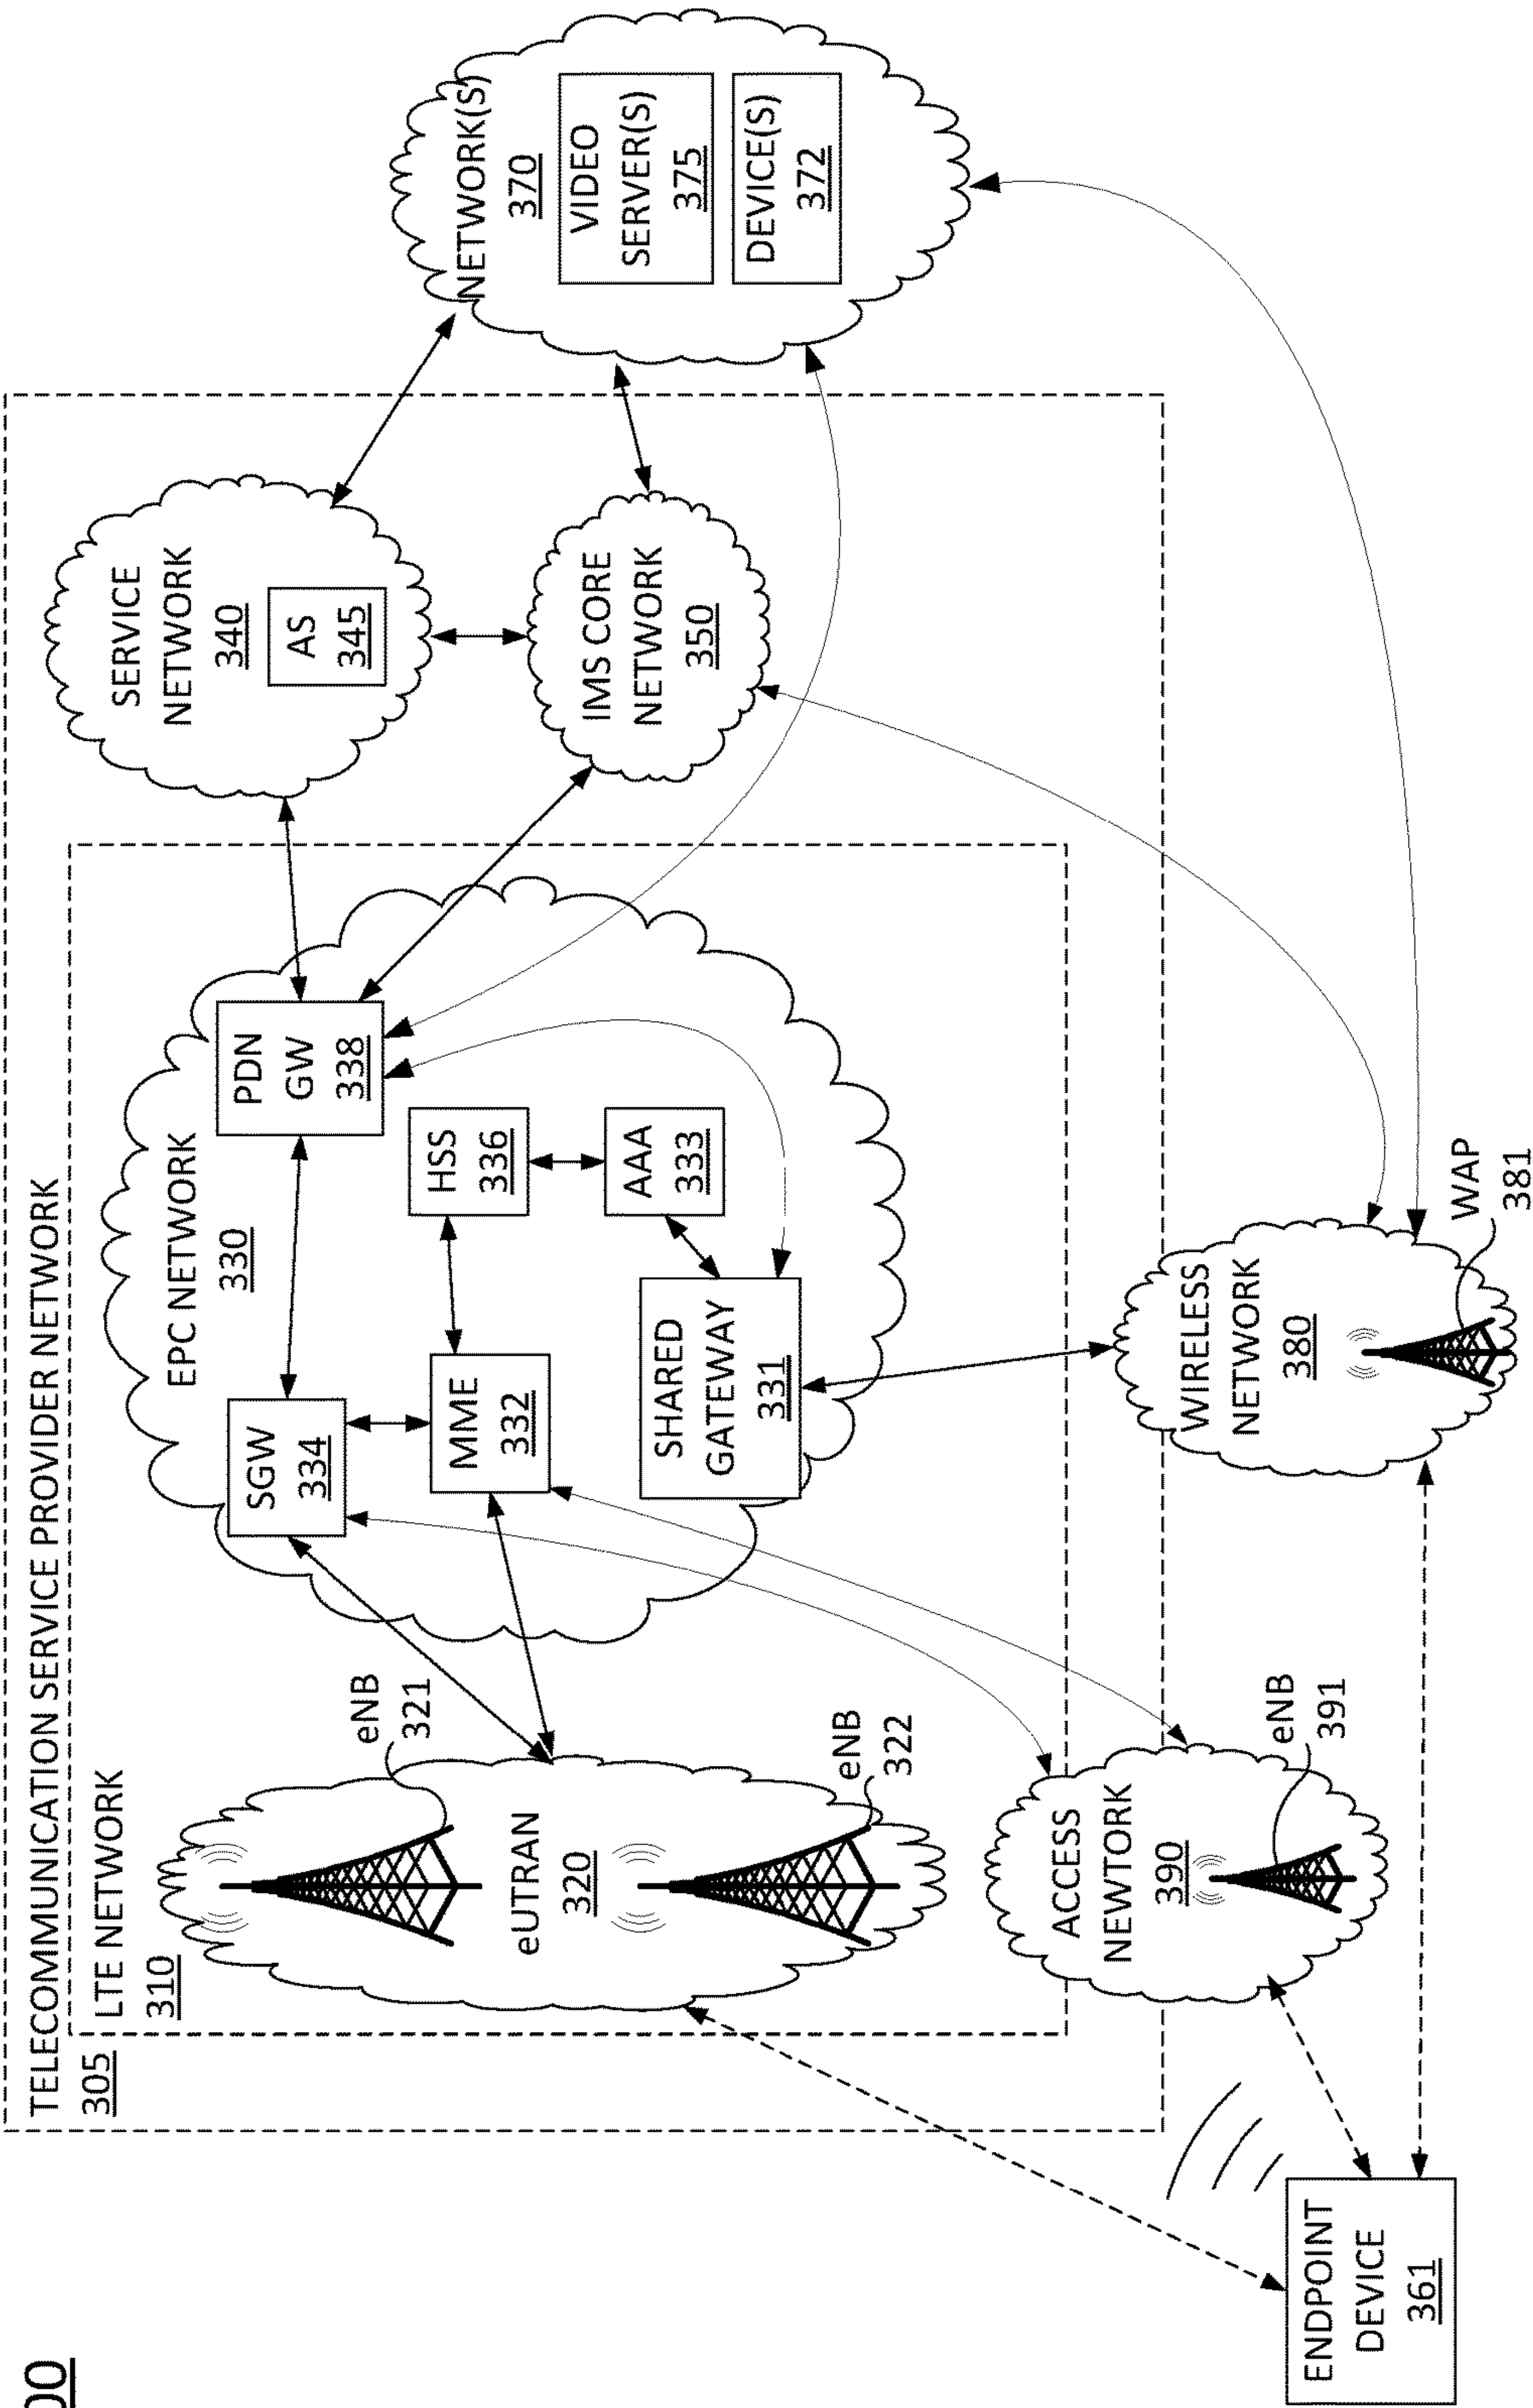 00
TELECOMMUNICATION SERVICE PROVIDER NETWORK
305
LTE NETWORK
310
eNB
321
eUTRAN
320
eNB
322
EPC NETWORK
330
SGW
334
MME
332
PDN
GW
338
HSS
336
AAA
333
SHARED
GATEWAY
331
SERVICE
NETWORK
340
AS
345
IMS CORE
NETWORK
350
NETWORK(S)
370
VIDEO
SERVER(S)
375
DEVICE(S)
372
ACCESS
NEWTORK
390
eNB
391
WIRELESS
NETWORK
380
WAP
381
ENDPOINT
DEVICE
361